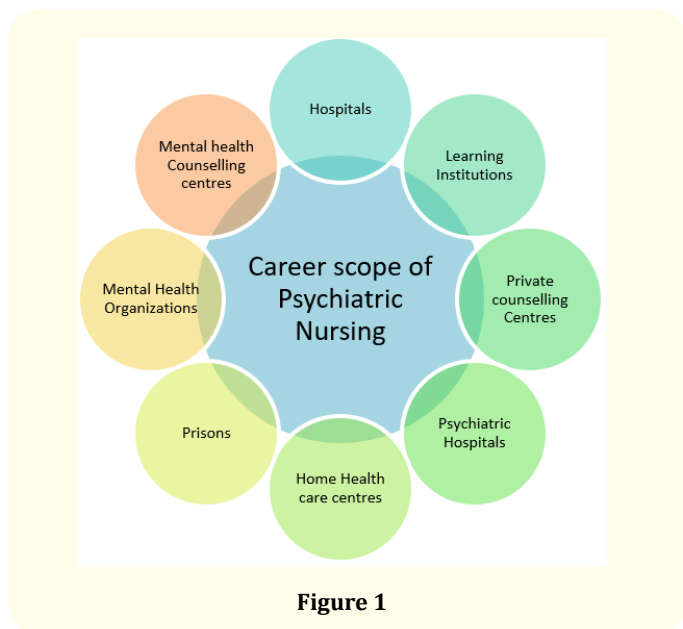 Hospitals
Learning
Institutions
Private
counselling
Centres
Psychiatric
Hospitals
Home Health
care centres
Prisons
Mental Health
Organizations
Mental health
Counselling
centres
Career scope of
Psychiatric
Nursing
Figure 1